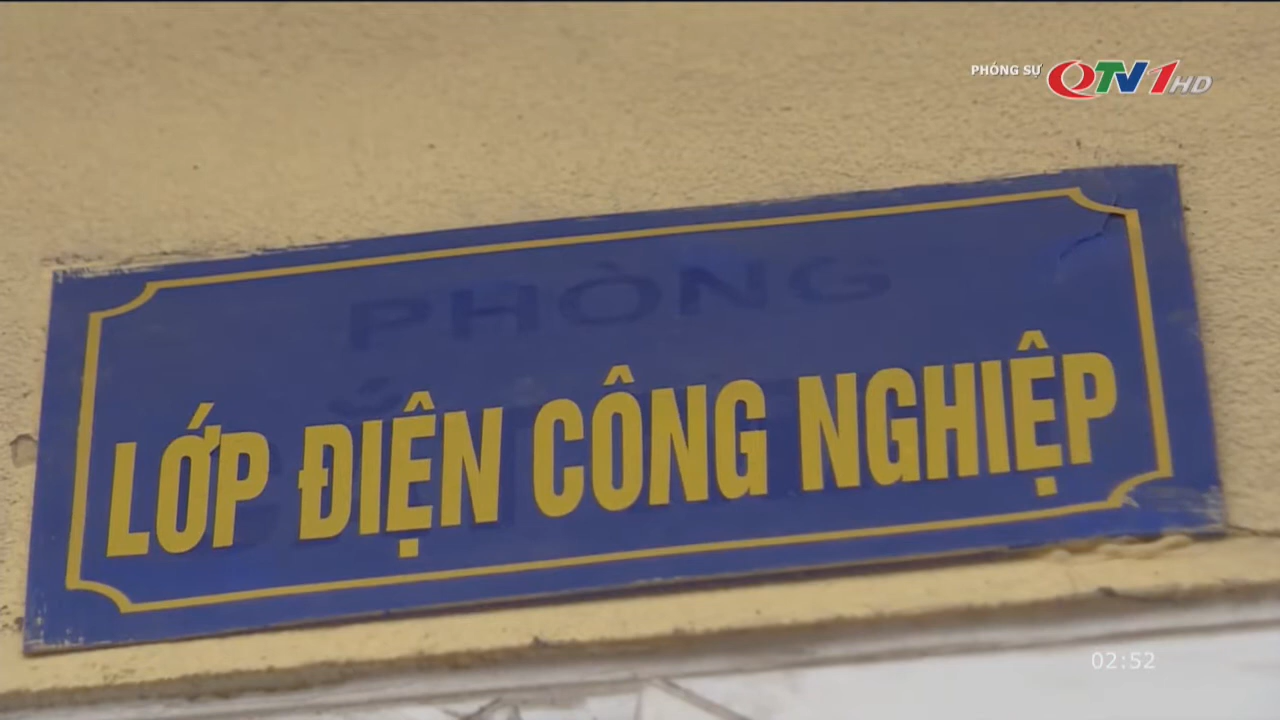 PHÓNG SỰ QTV1HD
PHÒNG
LỚP ĐIỆN CÔNG NGHIỆP
02:52